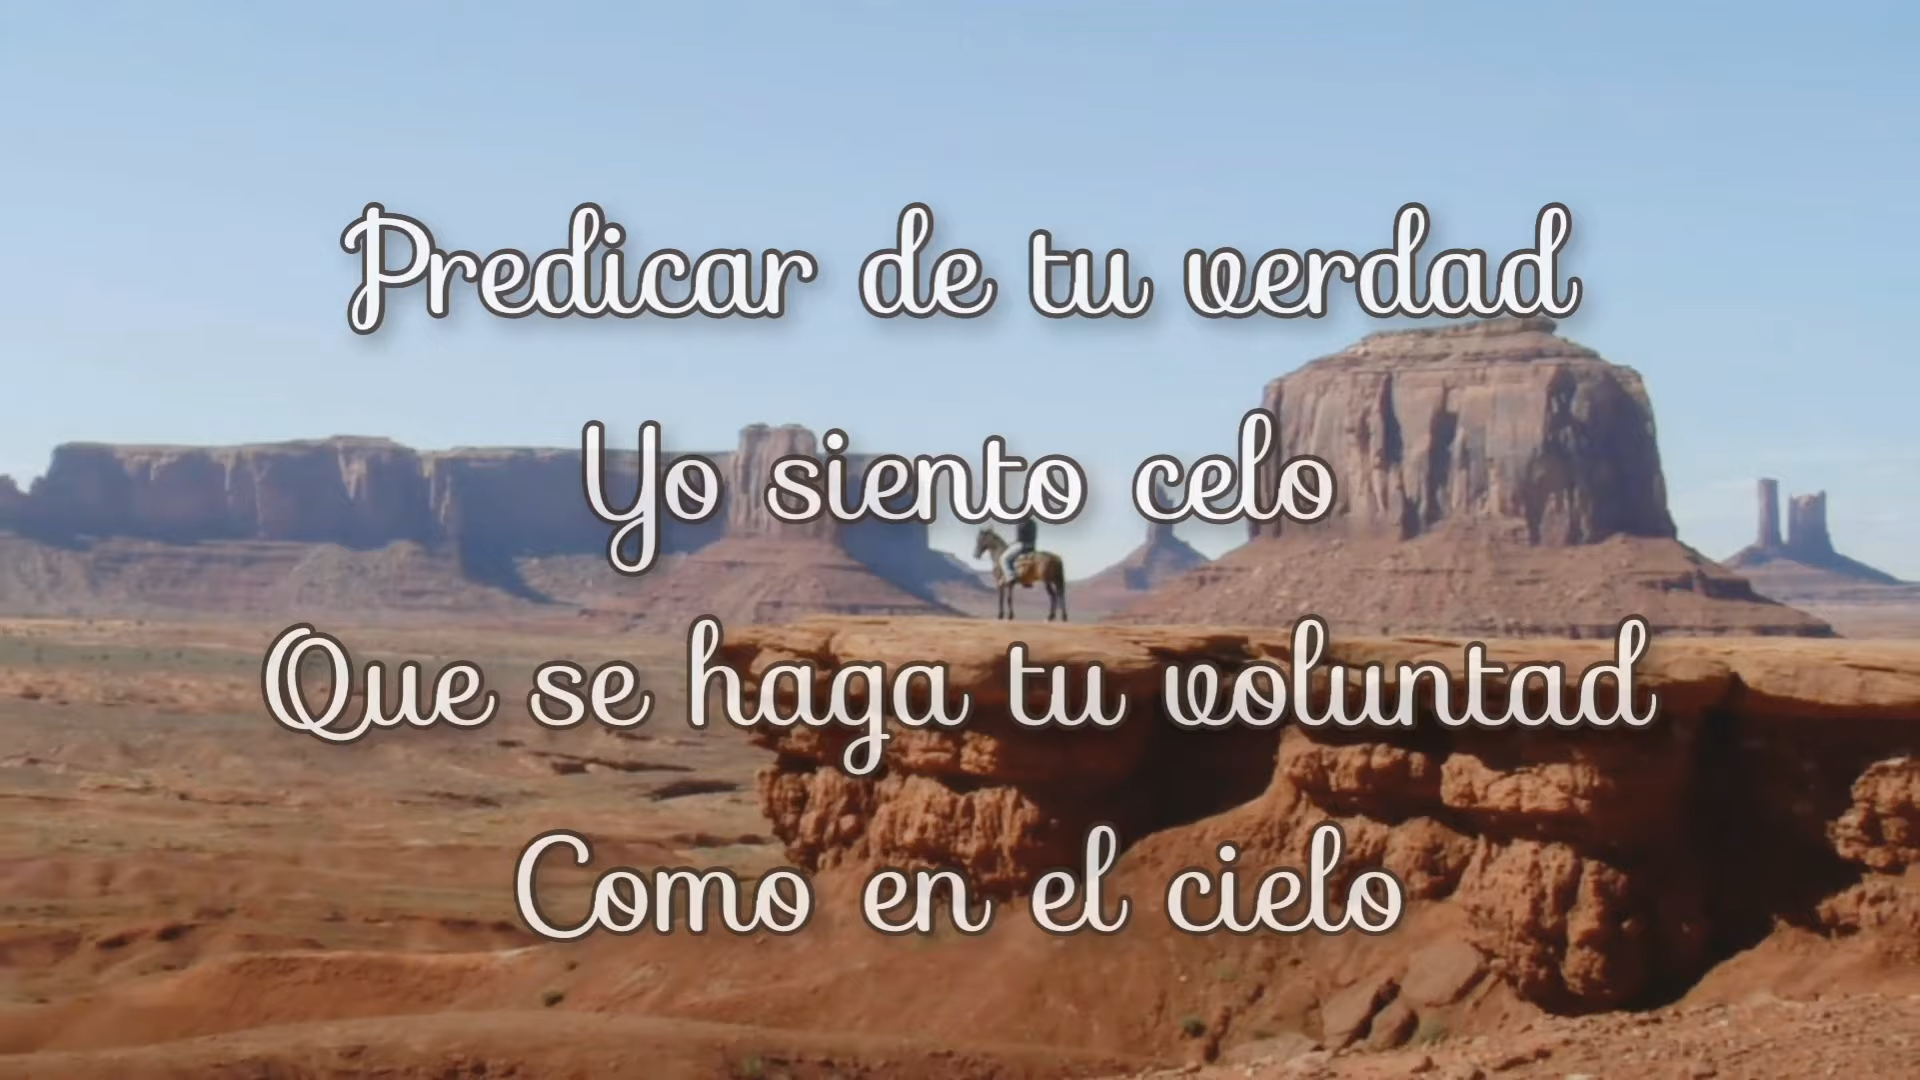 Predicar de tu verdad
Yo siento celo
Que se haga tu voluntad
Como en el cielo